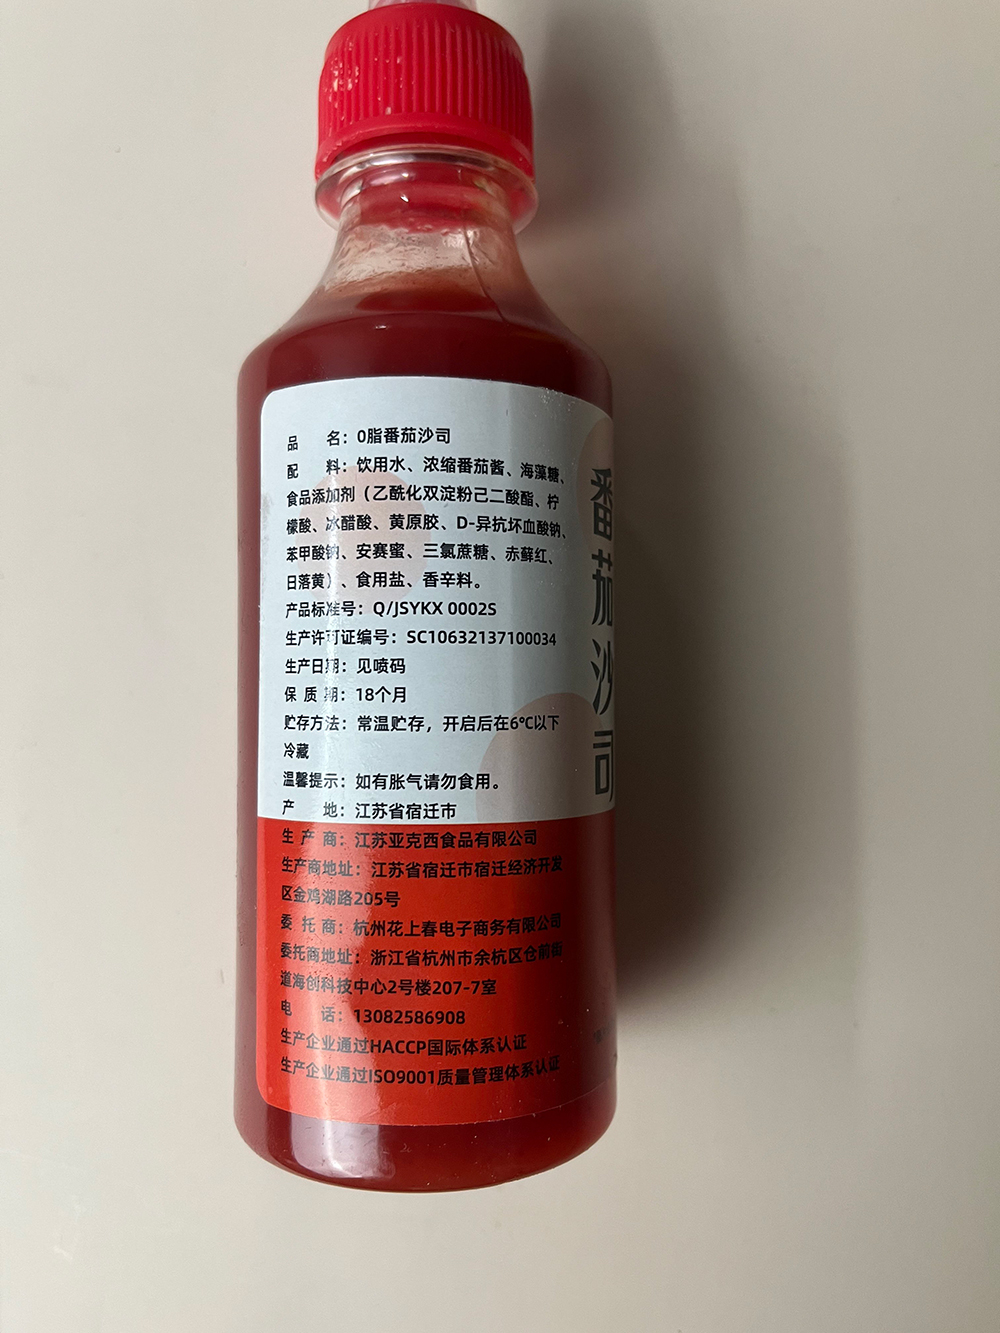 品 名：0脂番茄沙司
配 料：饮用水、浓缩番茄酱、海藻糖、
食品添加剂（乙酰化双淀粉己二酸酯、柠
檬酸、冰醋酸、黄原胶、D-异抗坏血酸钠、
苯甲酸钠、安赛蜜、三氯蔗糖、赤藓红、
日落黄）、食用盐、香辛料。
产品标准号：Q/JSYKX 0002S
生产许可证编号：SC10632137100034
生产日期：见喷码
保 质 期：18个月
贮存方法：常温贮存，开启后在6℃以下
冷藏
温馨提示：如有胀气请勿食用。
产 地：江苏省宿迁市
生 产 商：江苏亚克西食品有限公司
生产商地址：江苏省宿迁市宿迁经济开发
区金鸡湖路205号
委 托 商：杭州花上春电子商务有限公司
委托商地址：浙江省杭州市余杭区仓前街
道海创科技中心2号楼207-7室
电 话：13082586908
生产企业通过HACCP国际体系认证
生产企业通过ISO9001质量管理体系认证
番茄沙司